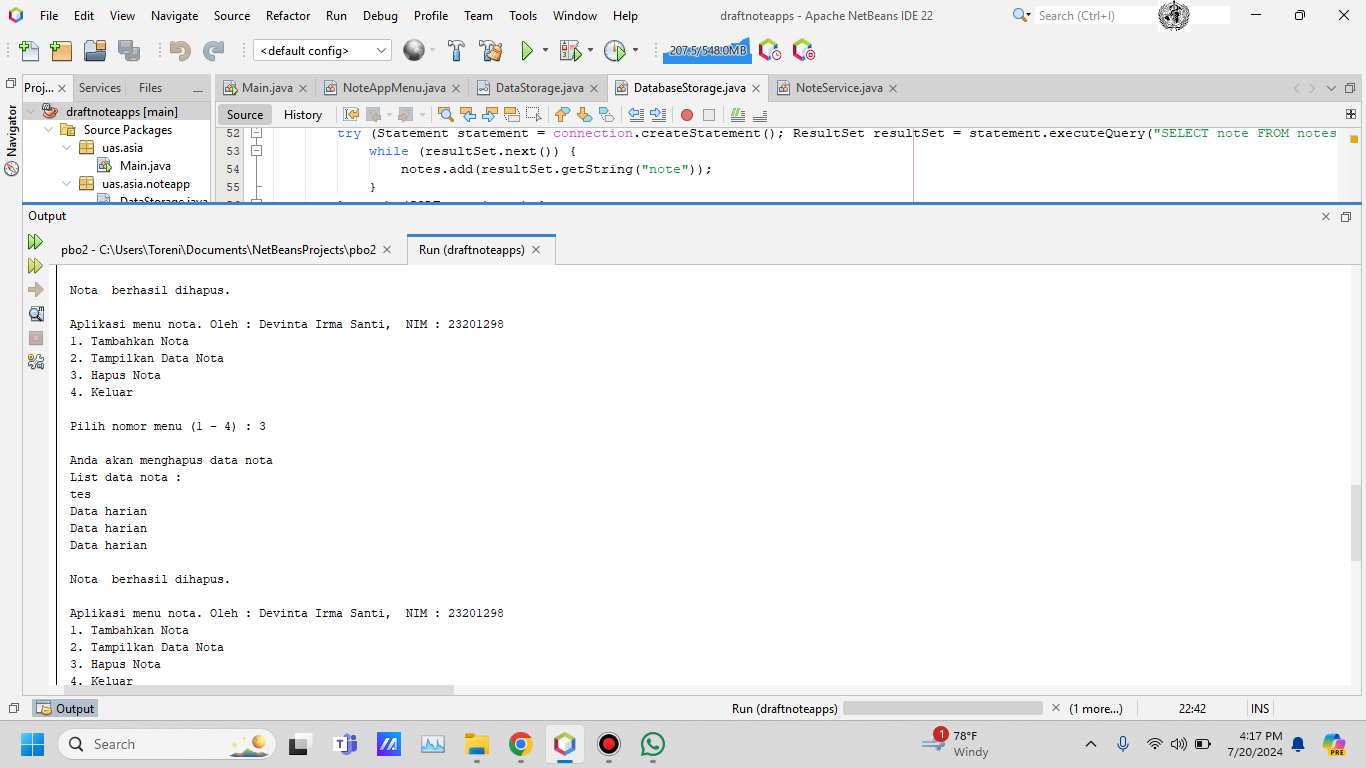 File Edit View Navigate Source Refactor Run Debug Profile Team Tools Window Help
draftnoteapps - Apache NetBeans IDE 22
Search (Ctrl+I)
<default config>
207.5/548.0MB
Proj... Services Files
Main.java NoteAppMenu.java DataStorage.java DatabaseStorage.java NoteService.java
Navigator
draftnoteapps [main]
Source Packages
uas.asia
Main.java
uas.asia.noteapp
DataStorage.java
Source History
52 try (Statement statement = connection.createStatement(); ResultSet resultSet = statement.executeQuery("SELECT note FROM notes
53 while (resultSet.next()) {
54 notes.add(resultSet.getString("note"));
55 }
Output
pbo2 - C:\Users\Toreni\Documents\NetBeansProjects\pbo2 Run (draftnoteapps)
Nota  berhasil dihapus.
Aplikasi menu nota. Oleh : Devinta Irma Santi,  NIM : 23201298
1. Tambahkan Nota
2. Tampilkan Data Nota
3. Hapus Nota
4. Keluar
Pilih nomor menu (1 - 4) : 3
Anda akan menghapus data nota
List data nota :
tes
Data harian
Data harian
Data harian
Nota  berhasil dihapus.
Aplikasi menu nota. Oleh : Devinta Irma Santi,  NIM : 23201298
1. Tambahkan Nota
2. Tampilkan Data Nota
3. Hapus Nota
4. Keluar
Output
Run (draftnoteapps) (1 more...) 22:42 INS
Search
1
78°F
Windy
4:17 PM
7/20/2024
PRE